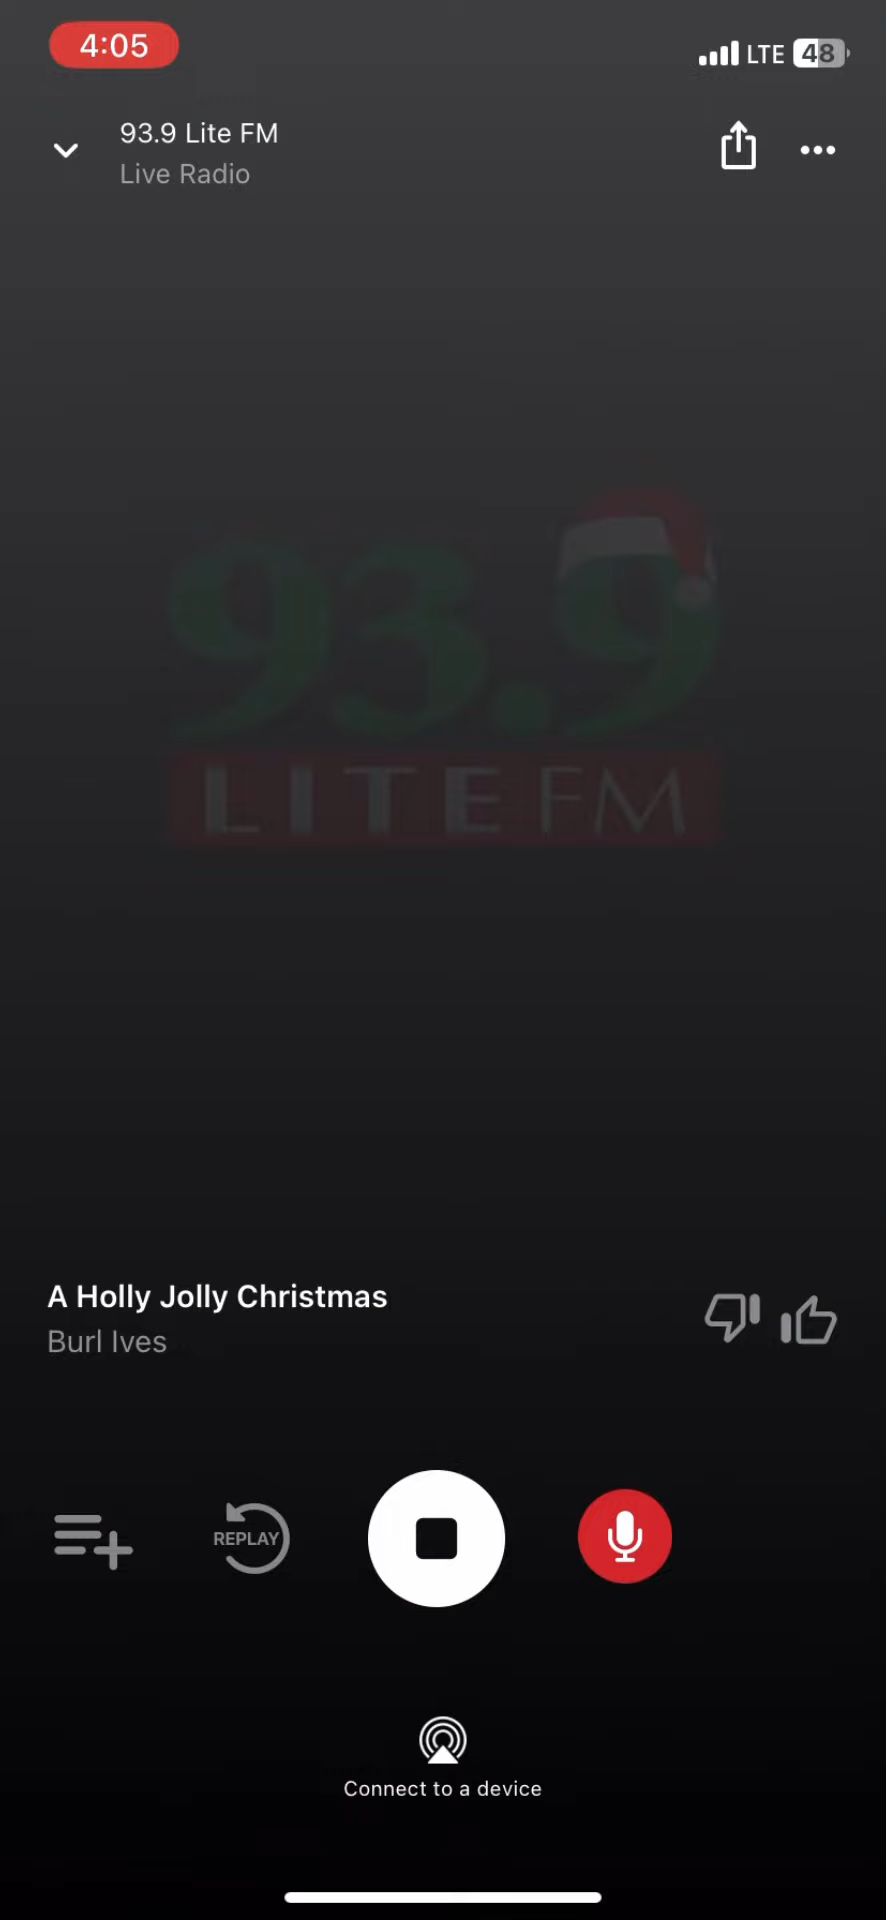 4:05
LTE 48
93.9 Lite FM
Live Radio
93.9
LITE FM
A Holly Jolly Christmas
Burl Ives
REPLAY
Connect to a device